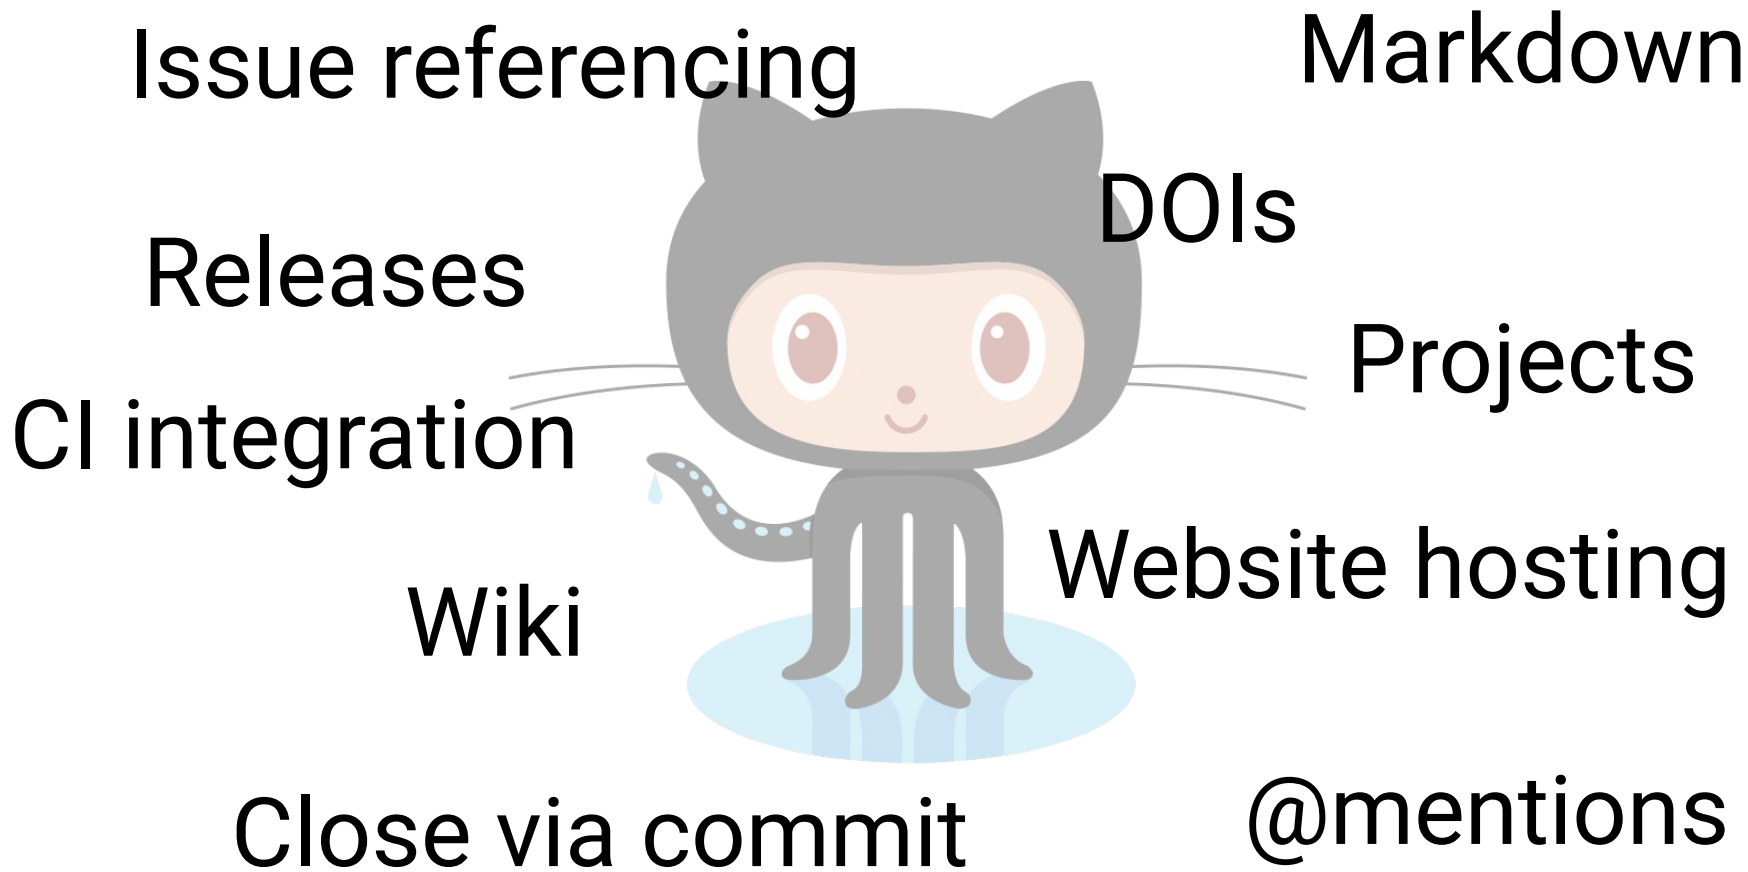 Issue referencing
Markdown
DOIs
Releases
Projects
CI integration
Website hosting
Wiki
@mentions
Close via commit